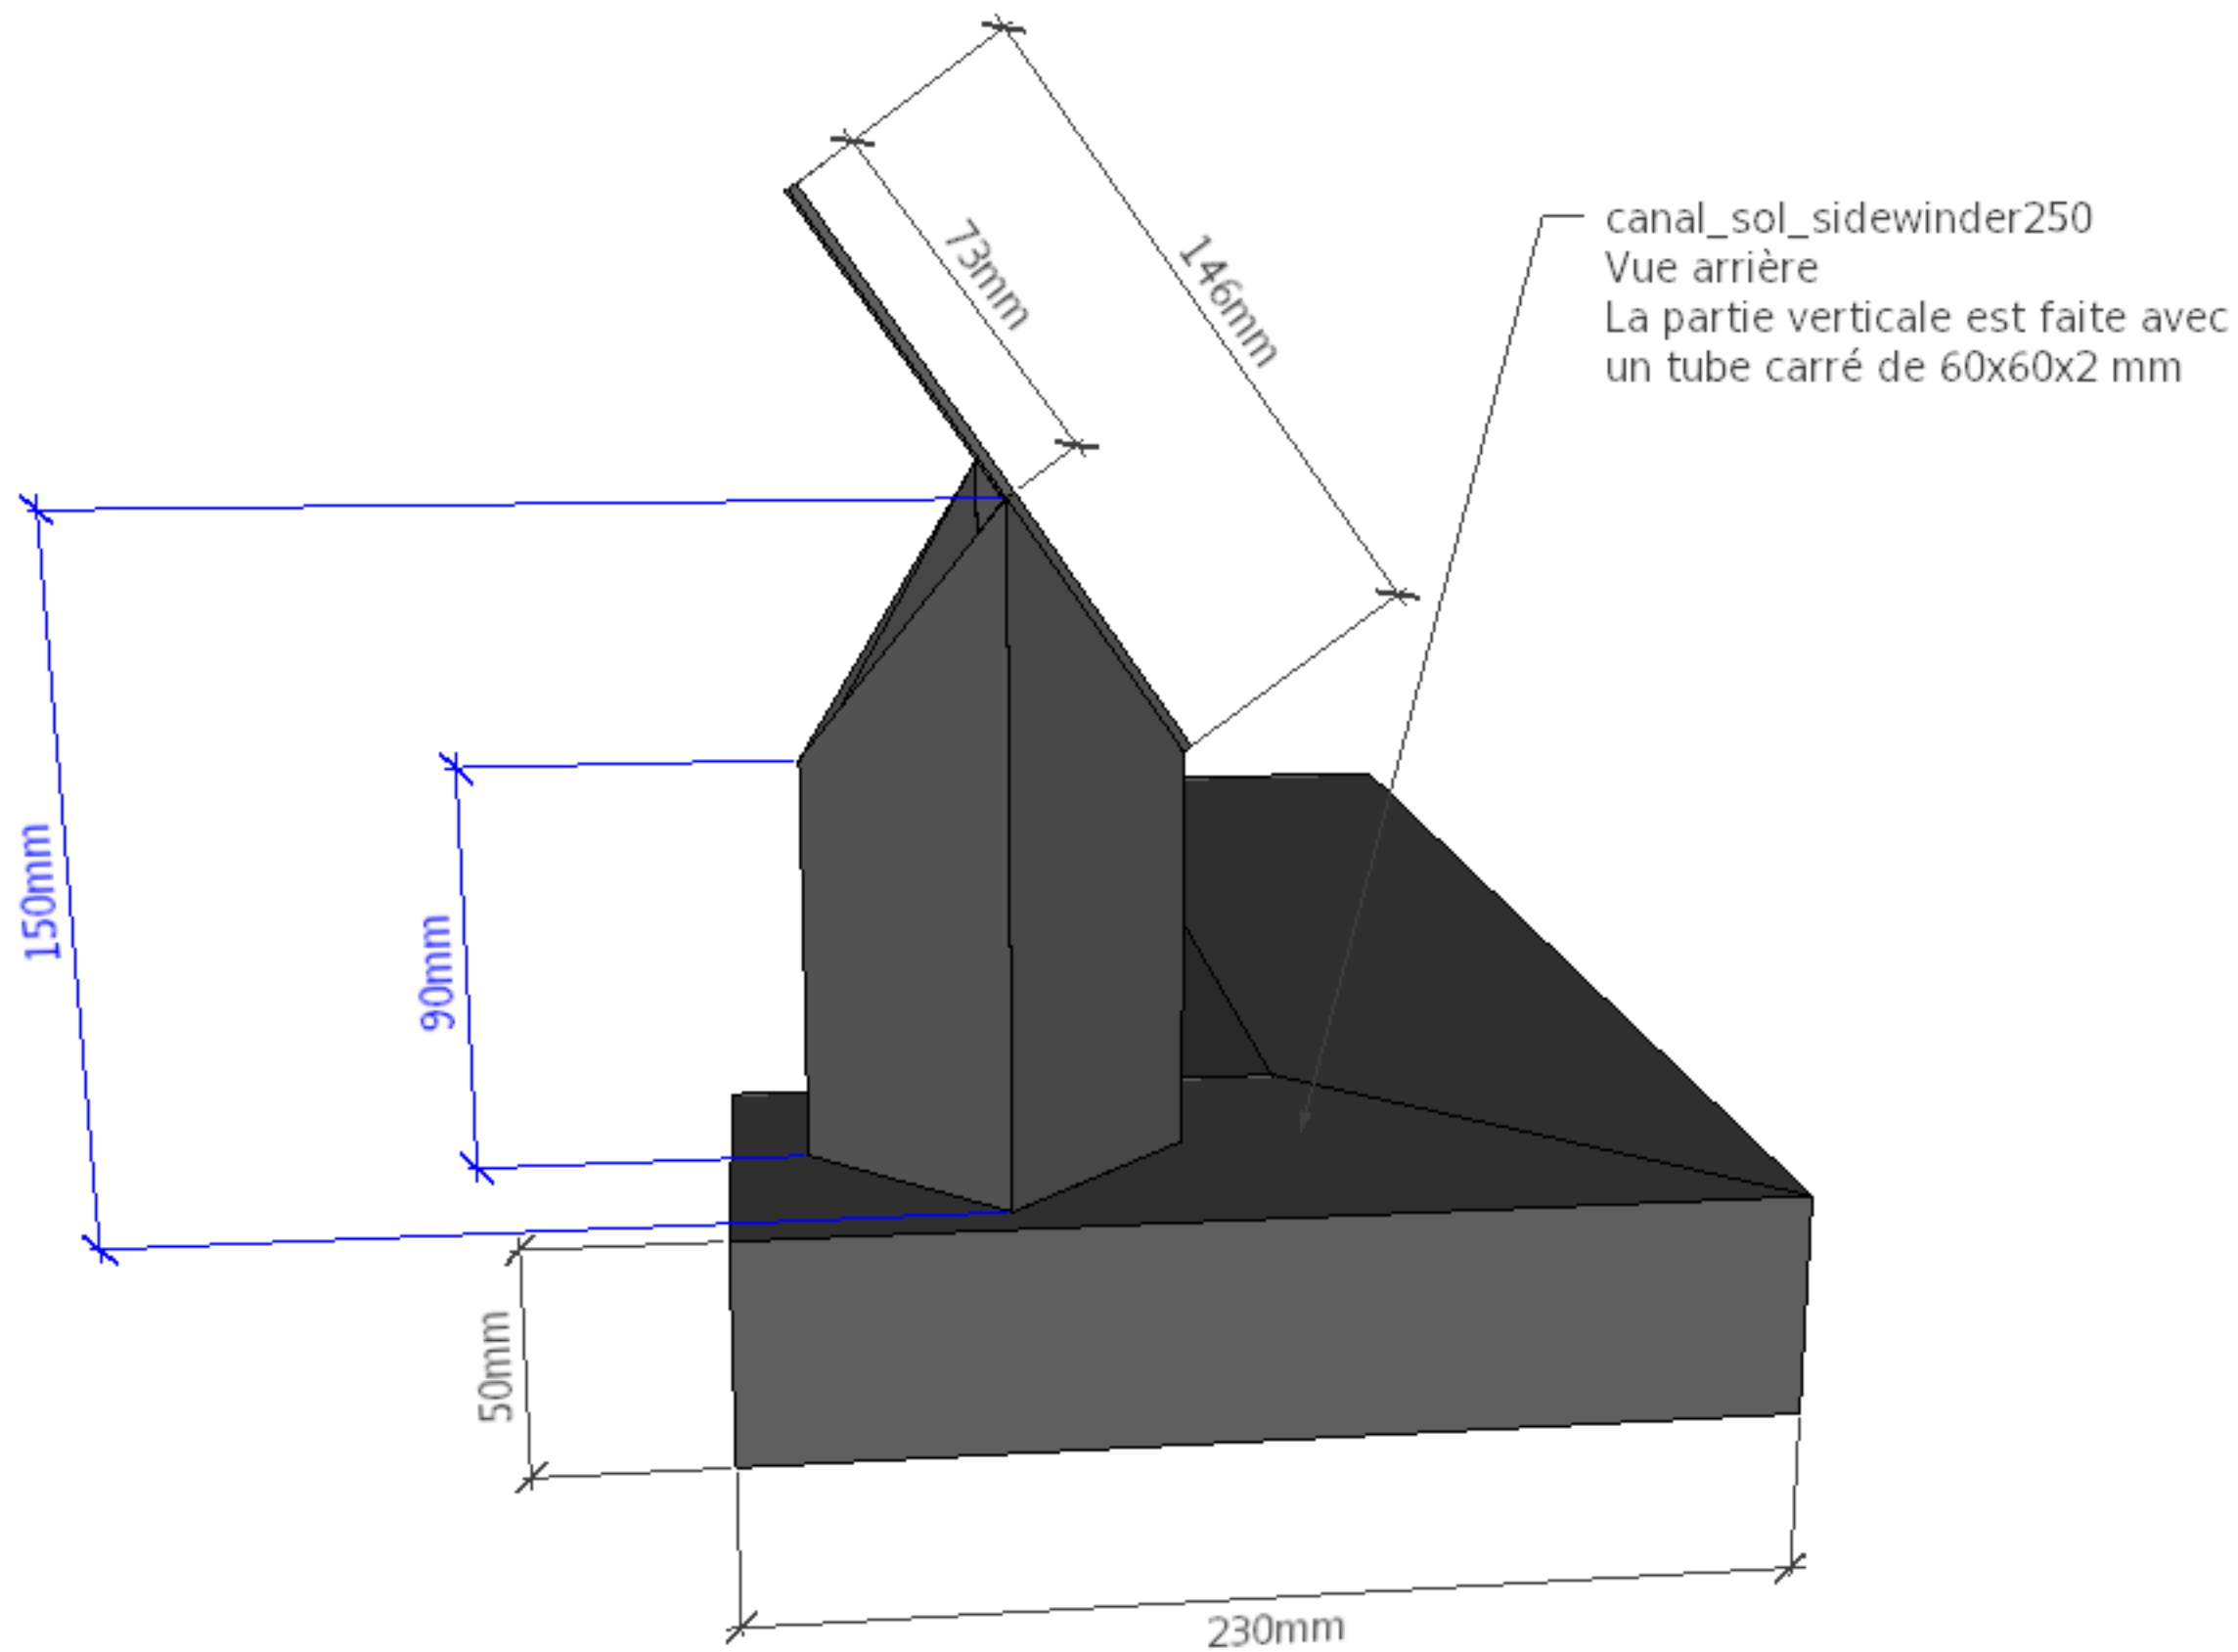 73mm
146mm
canal_sol_sidewinder250
Vue arrière
La partie verticale est faite avec
un tube carré de 60x60x2 mm
150mm
90mm
50mm
230mm